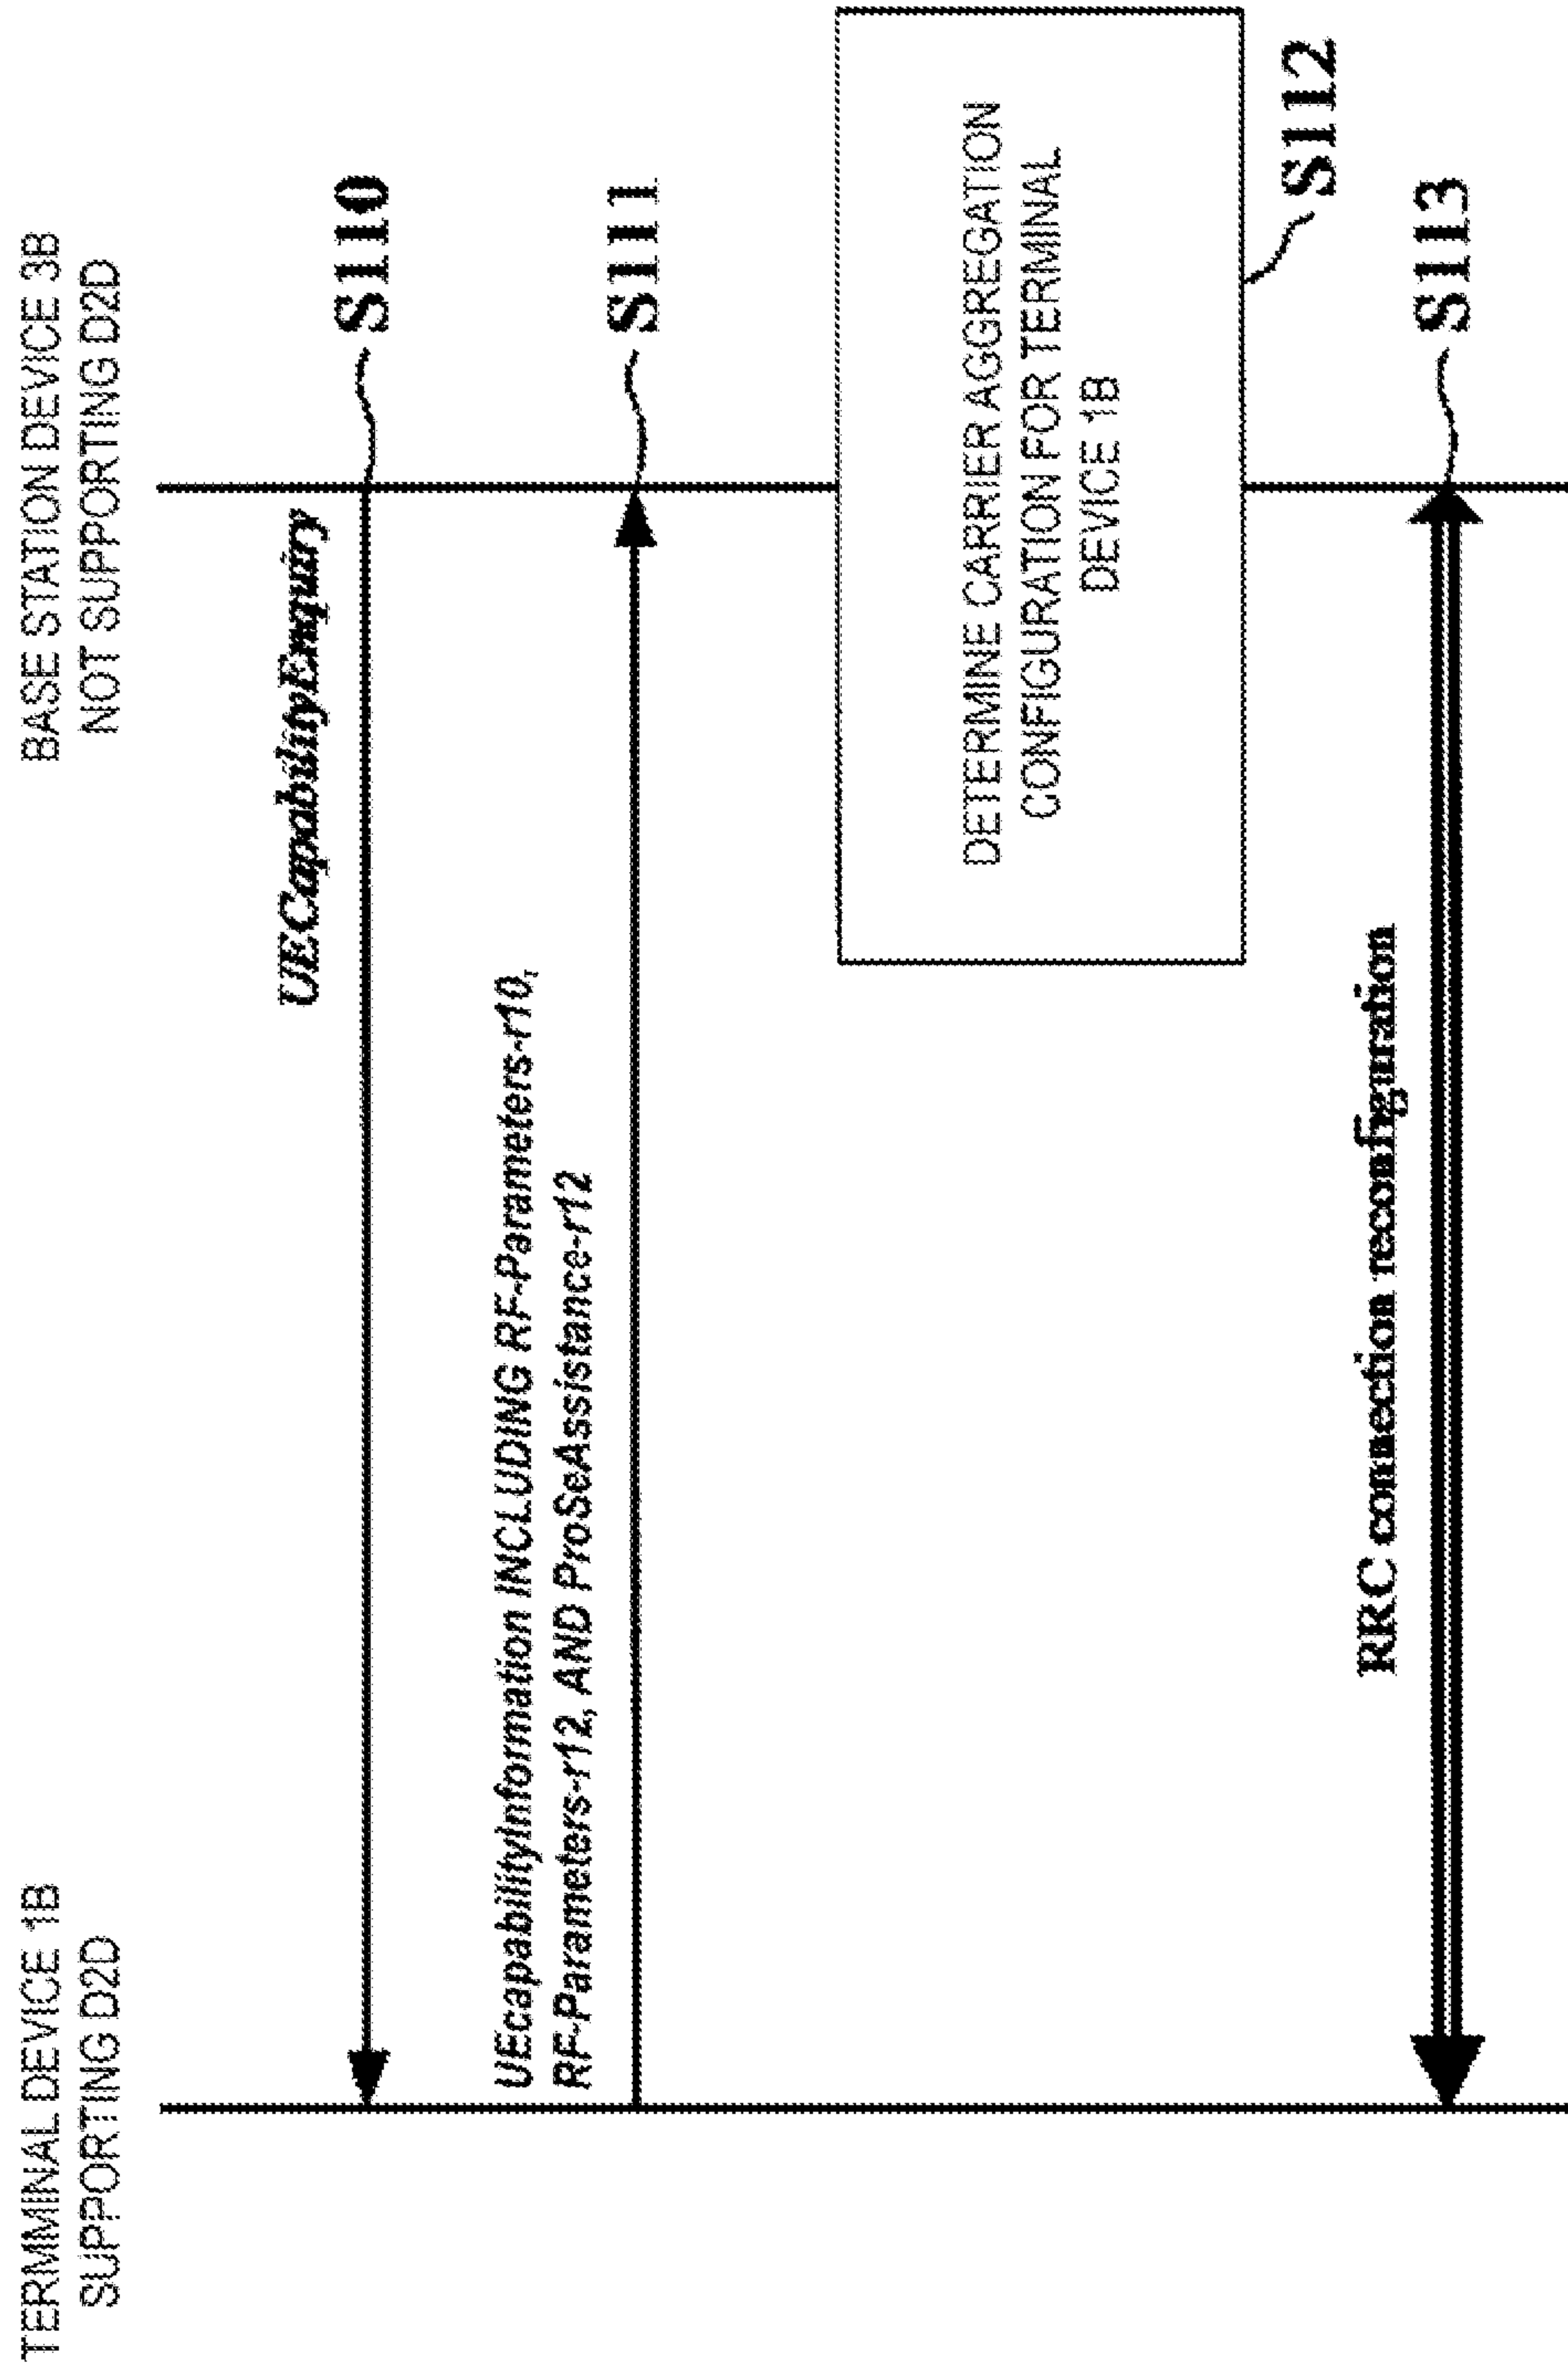 TERMMINAL DEVICE 1B
SUPPORTING D2D
BASE STATION DEVICE 3B
NOT SUPPORTING D2D
UECapabilityEnquiry
S110
UEcapabilityInformation INCLUDING RF-Parameters-r10,
RF-Parameters-r12, AND ProSeAssistance-r12
S111
DETERMINE CARRIER AGGREGATION
CONFIGURATION FOR TERMINAL
DEVICE 1B
S112
RRC connection reconfiguration
S113